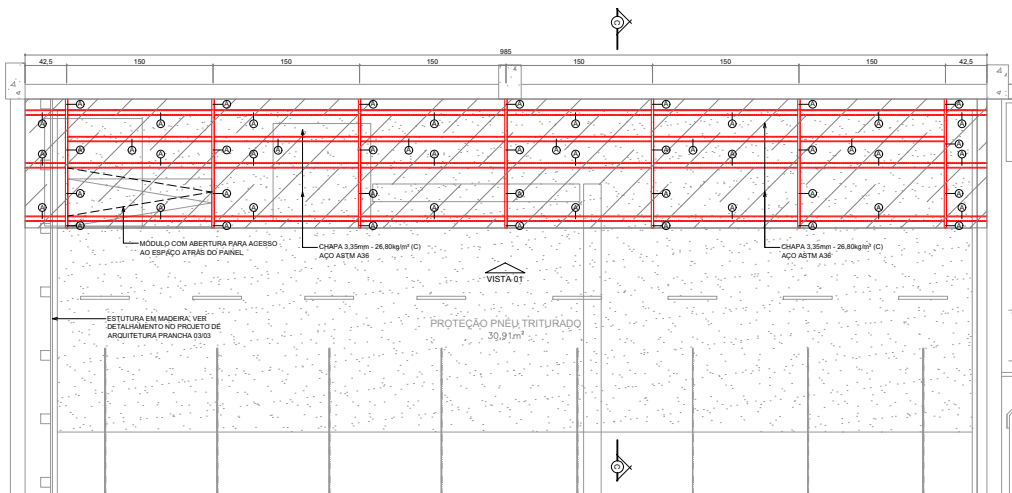 C
985
42,5 150 150 150 150 150 150 42,5
A A A A A A A
A A A A A A A A
A A A A A A A
A A A A A A A A A A A A
A A A A A A A A
A A A A A A A
A A A A A A A A
A A A A A A A
MÓDULO COM ABERTURA PARA ACESSO
AO ESPAÇO ATRÁS DO PAINEL
CHAPA 3,35mm - 26,80kg/m² (C)
AÇO ASTM A36
CHAPA 3,35mm - 26,80kg/m² (C)
AÇO ASTM A36
VISTA 01
ESTUTURA EM MADEIRA, VER
DETALHAMENTO NO PROJETO DE
ARQUITETURA PRANCHA 03/03
PROTEÇÃO PNEU TRITURADO
30,91m²
C